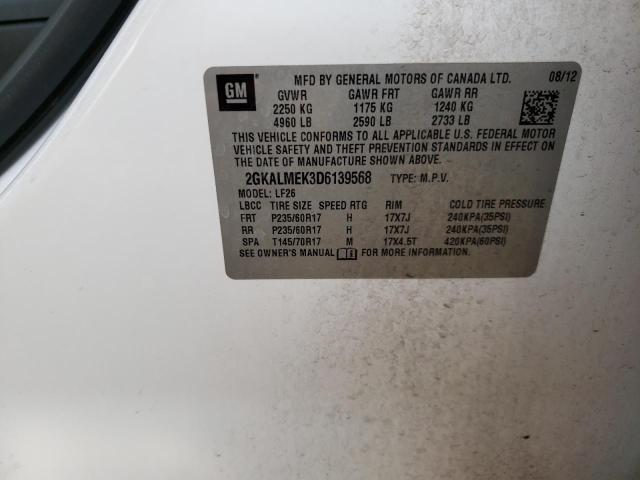 GM MFD BY GENERAL MOTORS OF CANADA LTD. 08/12
GVWR GAWR FRT GAWR RR
2250 KG 1175 KG 1240 KG
4960 LB 2590 LB 2733 LB
THIS VEHICLE CONFORMS TO ALL APPLICABLE U.S. FEDERAL MOTOR
VEHICLE SAFETY AND THEFT PREVENTION STANDARDS IN EFFECT ON
THE DATE OF MANUFACTURE SHOWN ABOVE.
2GKALMEK3D6139568 TYPE: M.P.V.
MODEL: LF26
LBCC TIRE SIZE SPEED RTG RIM COLD TIRE PRESSURE
FRT P235/60R17 H 17X7J 240KPA(35PSI)
RR P235/60R17 H 17X7J 240KPA(35PSI)
SPA T145/70R17 M 17X4.5T 420KPA(60PSI)
SEE OWNER'S MANUAL FOR MORE INFORMATION.